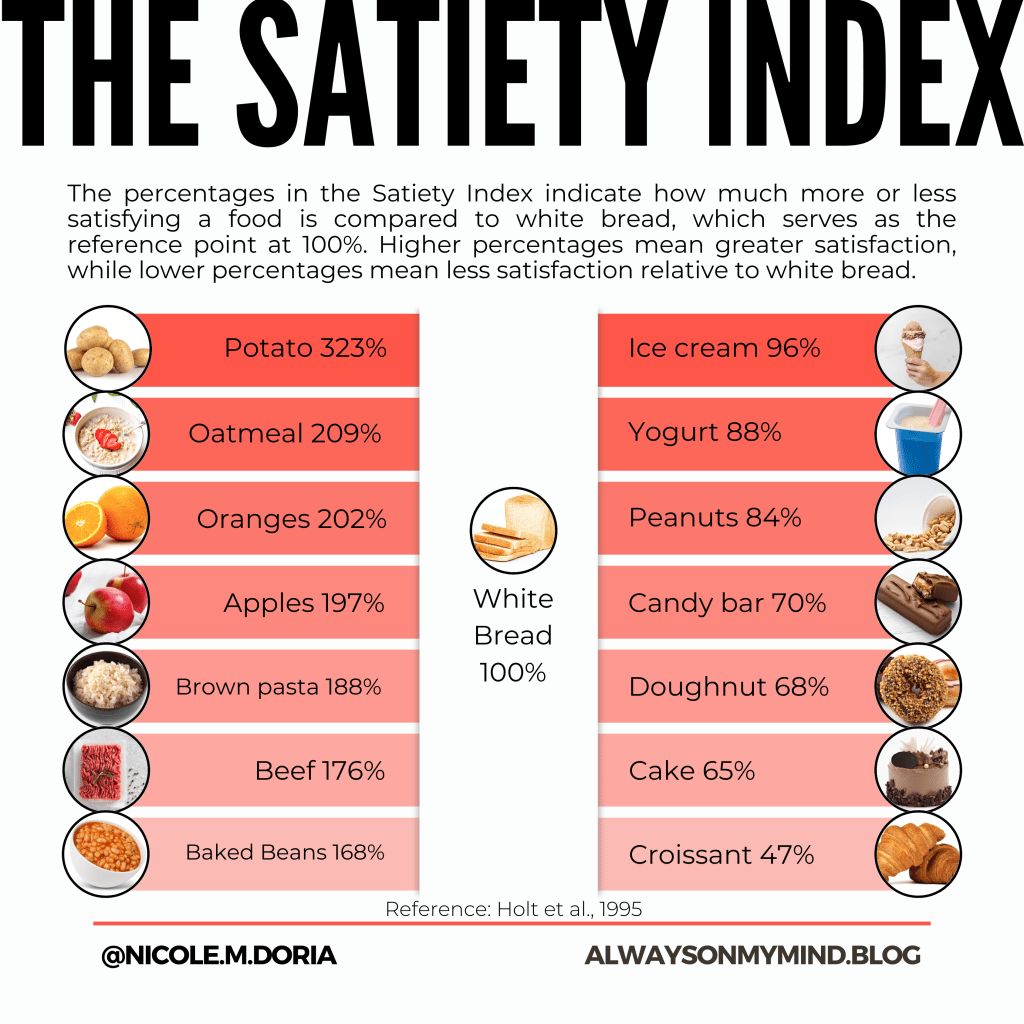 THE SATIETY INDEX
The percentages in the Satiety Index indicate how much more or less
satisfying a food is compared to white bread, which serves as the
reference point at 100%. Higher percentages mean greater satisfaction,
while lower percentages mean less satisfaction relative to white bread.
Potato 323%
Oatmeal 209%
Oranges 202%
Apples 197%
Brown pasta 188%
Beef 176%
Baked Beans 168%
White
Bread
100%
Ice cream 96%
Yogurt 88%
Peanuts 84%
Candy bar 70%
Doughnut 68%
Cake 65%
Croissant 47%
Reference: Holt et al., 1995
@NICOLE.M.DORIA
ALWAYSONMYMIND.BLOG